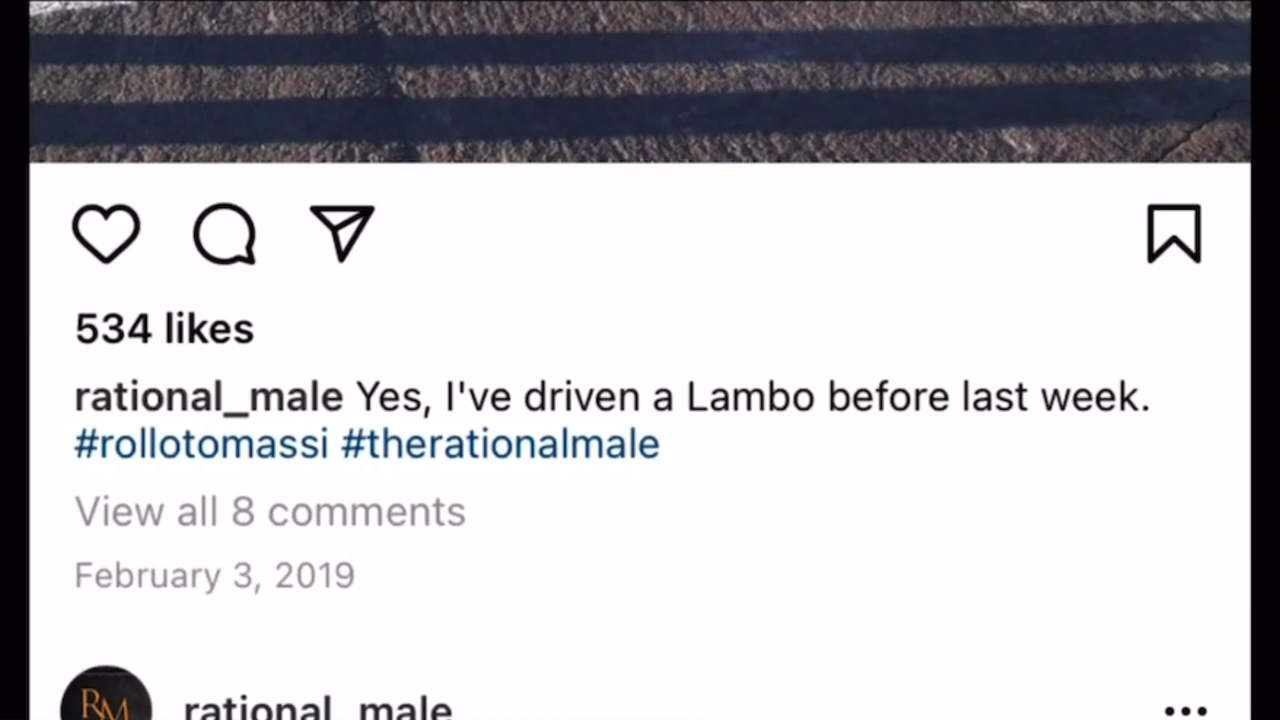 534 likes
rational_male Yes, I've driven a Lambo before last week.
#rollotomassi #therationalmale
View all 8 comments
February 3, 2019
RM
rational_male